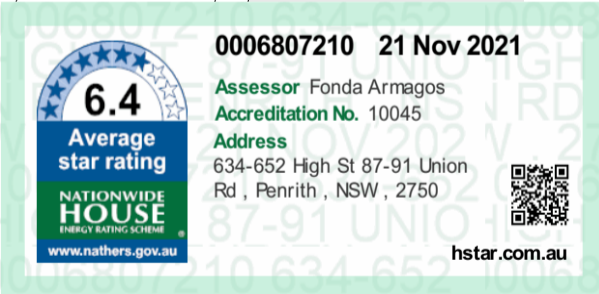 0006807210 21 Nov 2021
Assessor Fonda Armagos
Accreditation No. 10045
Address
634-652 High St 87-91 Union
Rd , Penrith , NSW , 2750
hstar.com.au
6.4
Average
star rating
NATIONWIDE
HOUSE
ENERGY RATING SCHEME ®
www.nathers.gov.au